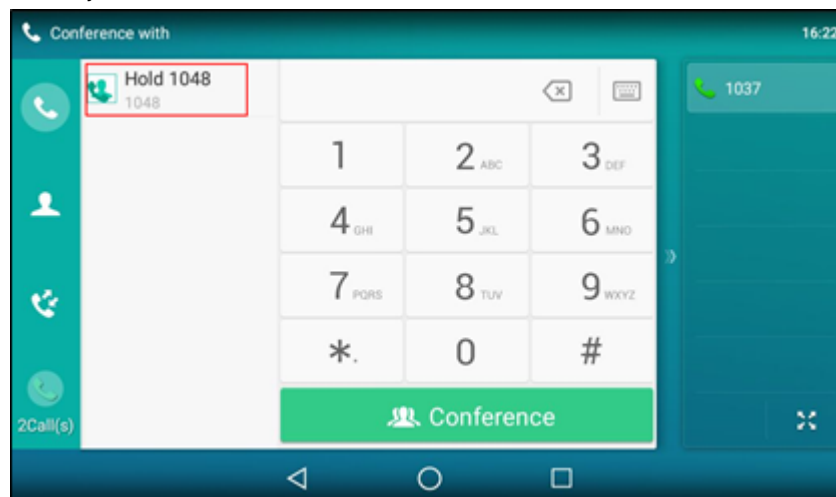 Conference with
16:22
Hold 1048
1048
1037
1
2 ABC
3 DEF
4 GHI
5 JKL
6 MNO
7 PQRS
8 TUV
9 WXYZ
*.
0
#
2Call(s)
Conference